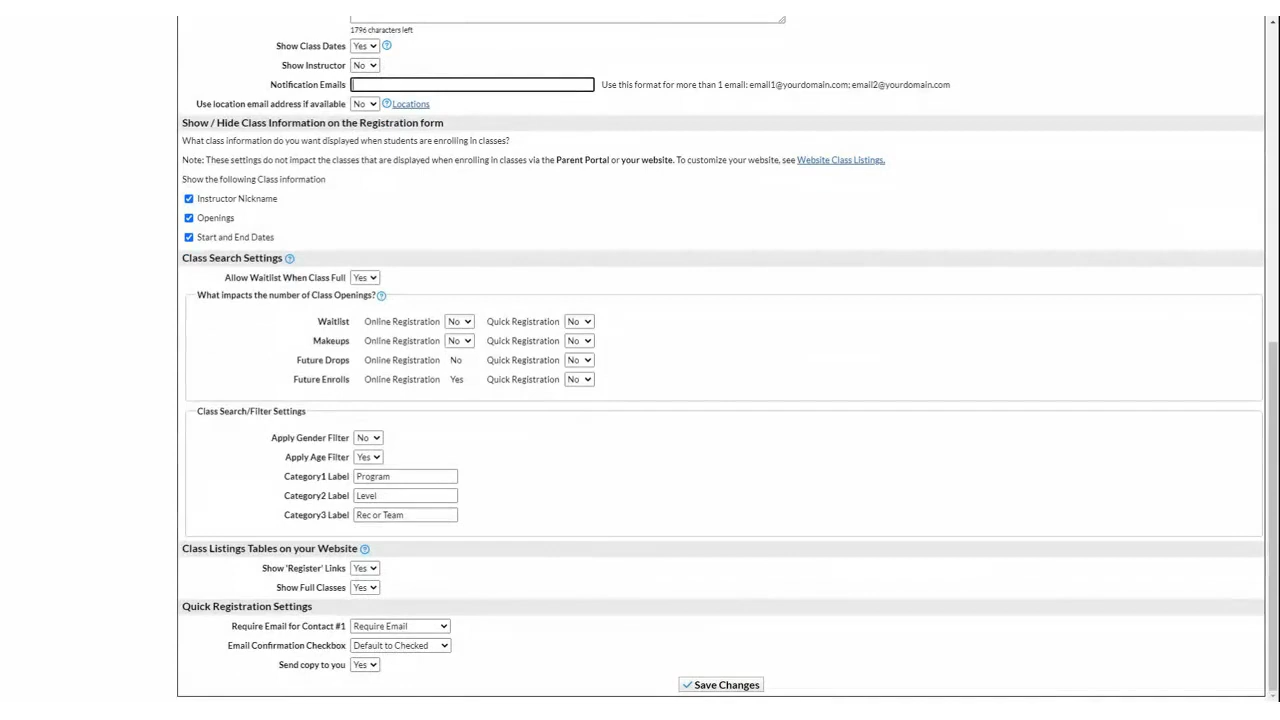 1796 characters left
Show Class Dates Yes
Show Instructor No
Notification Emails Use this format for more than 1 email: email1@yourdomain.com; email2@yourdomain.com
Use location email address if available No Locations
Show / Hide Class Information on the Registration form
What class information do you want displayed when students are enrolling in classes?
Note: These settings do not impact the classes that are displayed when enrolling in classes via the Parent Portal or your website. To customize your website, see Website Class Listings.
Show the following Class information
Instructor Nickname
Openings
Start and End Dates
Class Search Settings
Allow Waitlist When Class Full Yes
What impacts the number of Class Openings?
Waitlist Online Registration No Quick Registration No
Makeups Online Registration No Quick Registration No
Future Drops Online Registration No Quick Registration No
Future Enrolls Online Registration Yes Quick Registration No
Class Search/Filter Settings
Apply Gender Filter No
Apply Age Filter Yes
Category1 Label Program
Category2 Label Level
Category3 Label Rec or Team
Class Listings Tables on your Website
Show 'Register' Links Yes
Show Full Classes Yes
Quick Registration Settings
Require Email for Contact #1 Require Email
Email Confirmation Checkbox Default to Checked
Send copy to you Yes
Save Changes